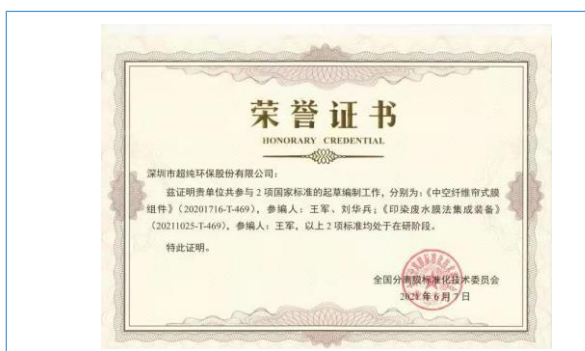 荣誉证书
HONORARY CREDENTIAL
深圳市超纯环保股份有限公司：
兹证明贵单位共参与 2 项国家标准的起草编制工作，分别为：《中空纤维帘式膜
组件》（20201716-T-469），参编人：王军、刘华兵；《印染废水膜法集成装备》
（20211025-T-469），参编人：王军，以上 2 项标准均处于在研阶段。
特此证明。
全国分离膜标准化技术委员会
2021 年 6 月 7 日